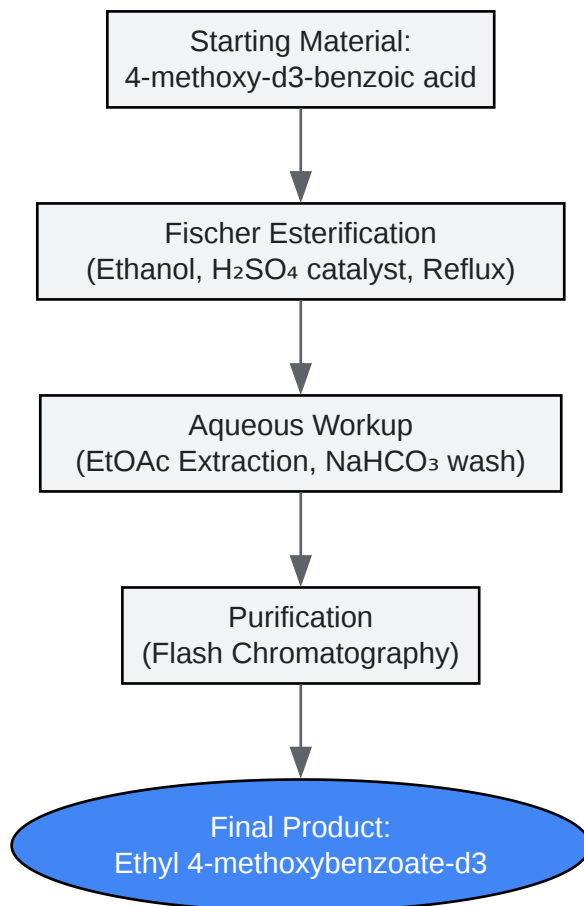 Starting Material:
4-methoxy-d3-benzoic acid
Fischer Esterification
(Ethanol, H₂SO₄ catalyst, Reflux)
Aqueous Workup
(EtOAc Extraction, NaHCO₃ wash)
Purification
(Flash Chromatography)
Final Product:
Ethyl 4-methoxybenzoate-d3